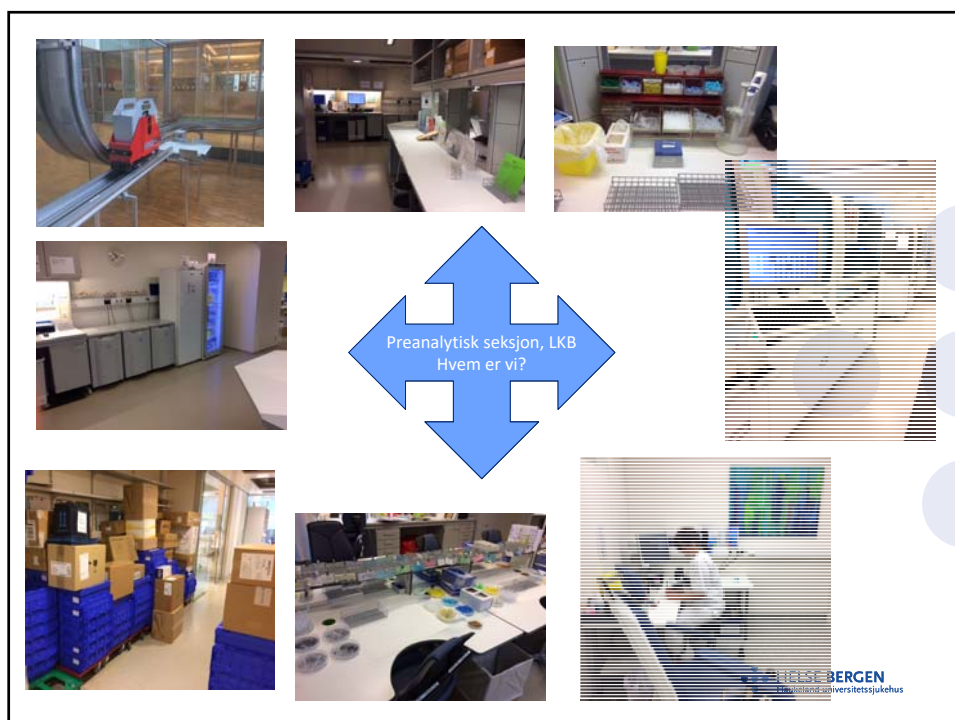 Preanalytisk seksjon, LKB
Hvem er vi?
HELSE BERGEN
Haukeland universitetssjukehus